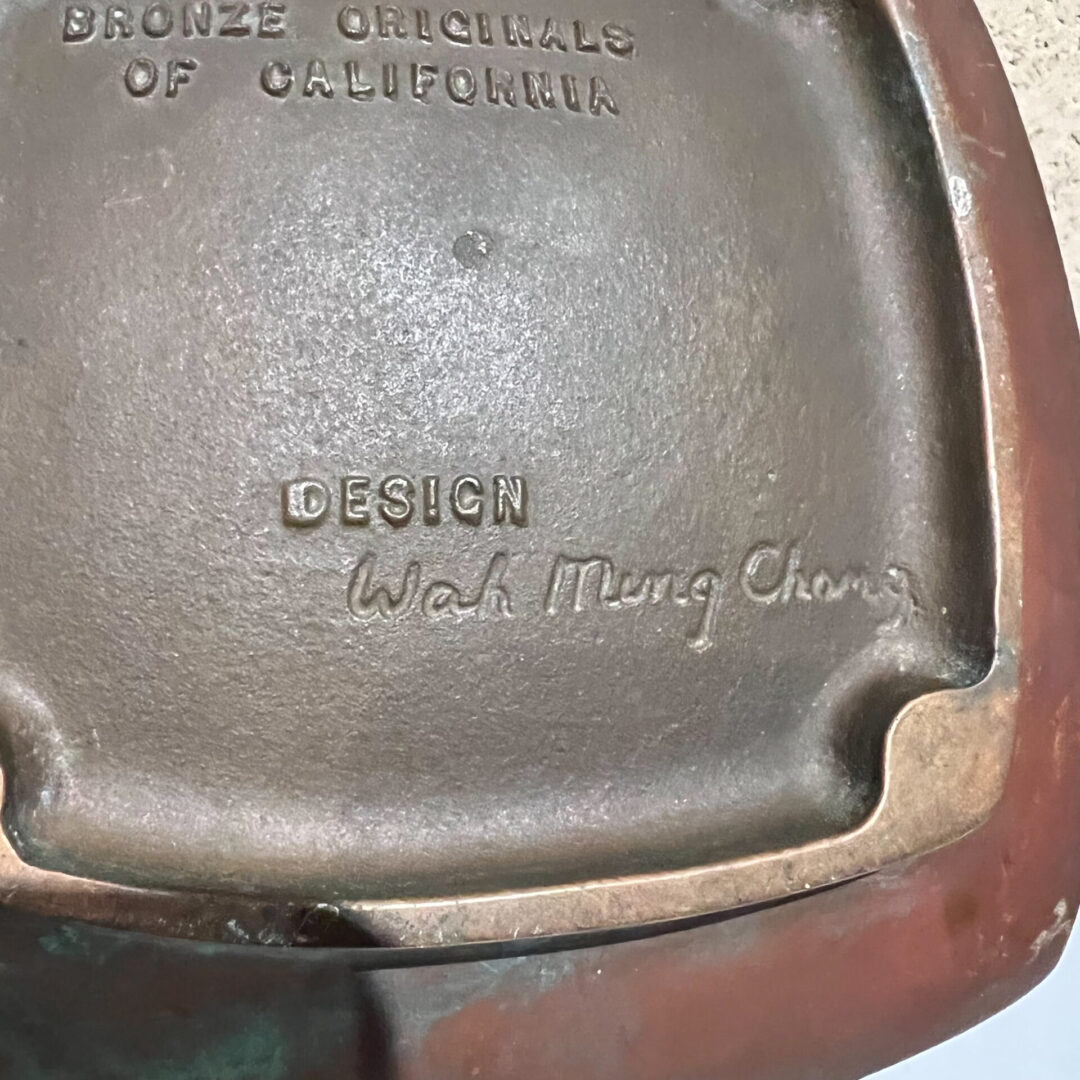 BRONZE ORIGINALS
OF CALIFORNIA
DESIGN
Wah Ming Chang